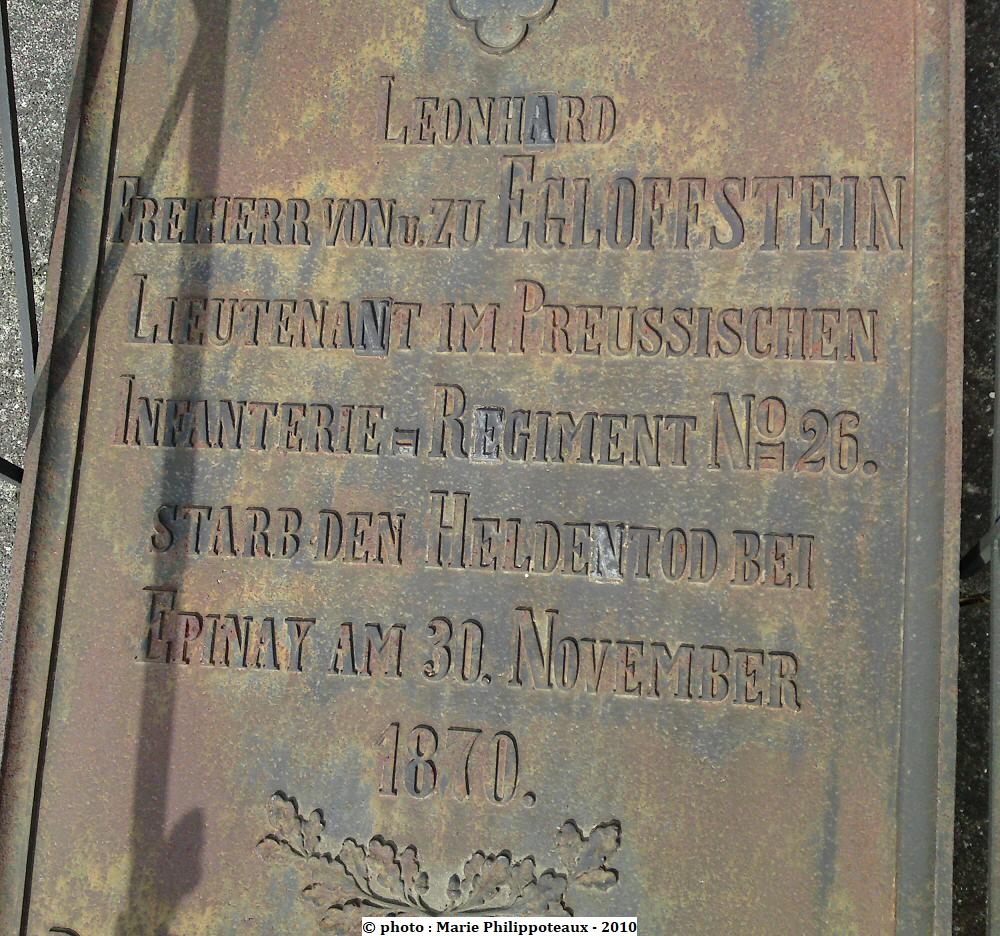 LEONHARD
FREIHERR VON u. ZU EGLOFFSTEIN
LIEUTENANT IM PREUSSISCHEN
INFANTERIE=REGIMENT No 26.
STARB DEN HELDENTOD BEI
EPINAY AM 30. NOVEMBER
1870.
© photo : Marie Philippoteaux - 2010